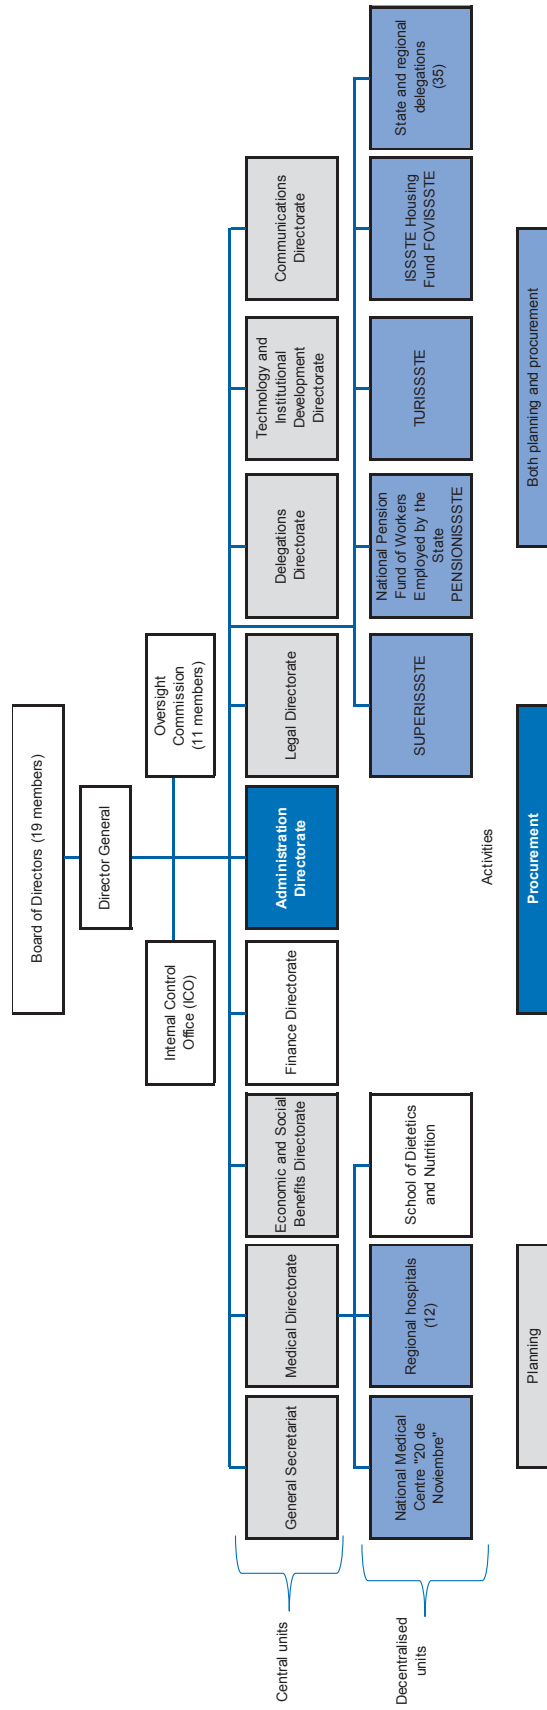 Board of Directors (19 members)
Director General
Internal Control
Office (ICO)
Oversight
Commission
(11 members)
Central units
General Secretariat
Medical Directorate
Economic and Social
Benefits Directorate
Finance Directorate
Administration
Directorate
Legal Directorate
Delegations
Directorate
Technology and
Institutional
Development
Directorate
Communications
Directorate
Decentralised
units
National Medical
Centre "20 de
Noviembre"
Regional hospitals
(12)
School of Dietetics
and Nutrition
SUPERISSSTE
National Pension
Fund of Workers
Employed by the
State
PENSIONISSSTE
TURISSSTE
ISSSTE Housing
Fund FOVISSSTE
State and regional
delegations
(35)
Activities
Planning
Procurement
Both planning and procurement